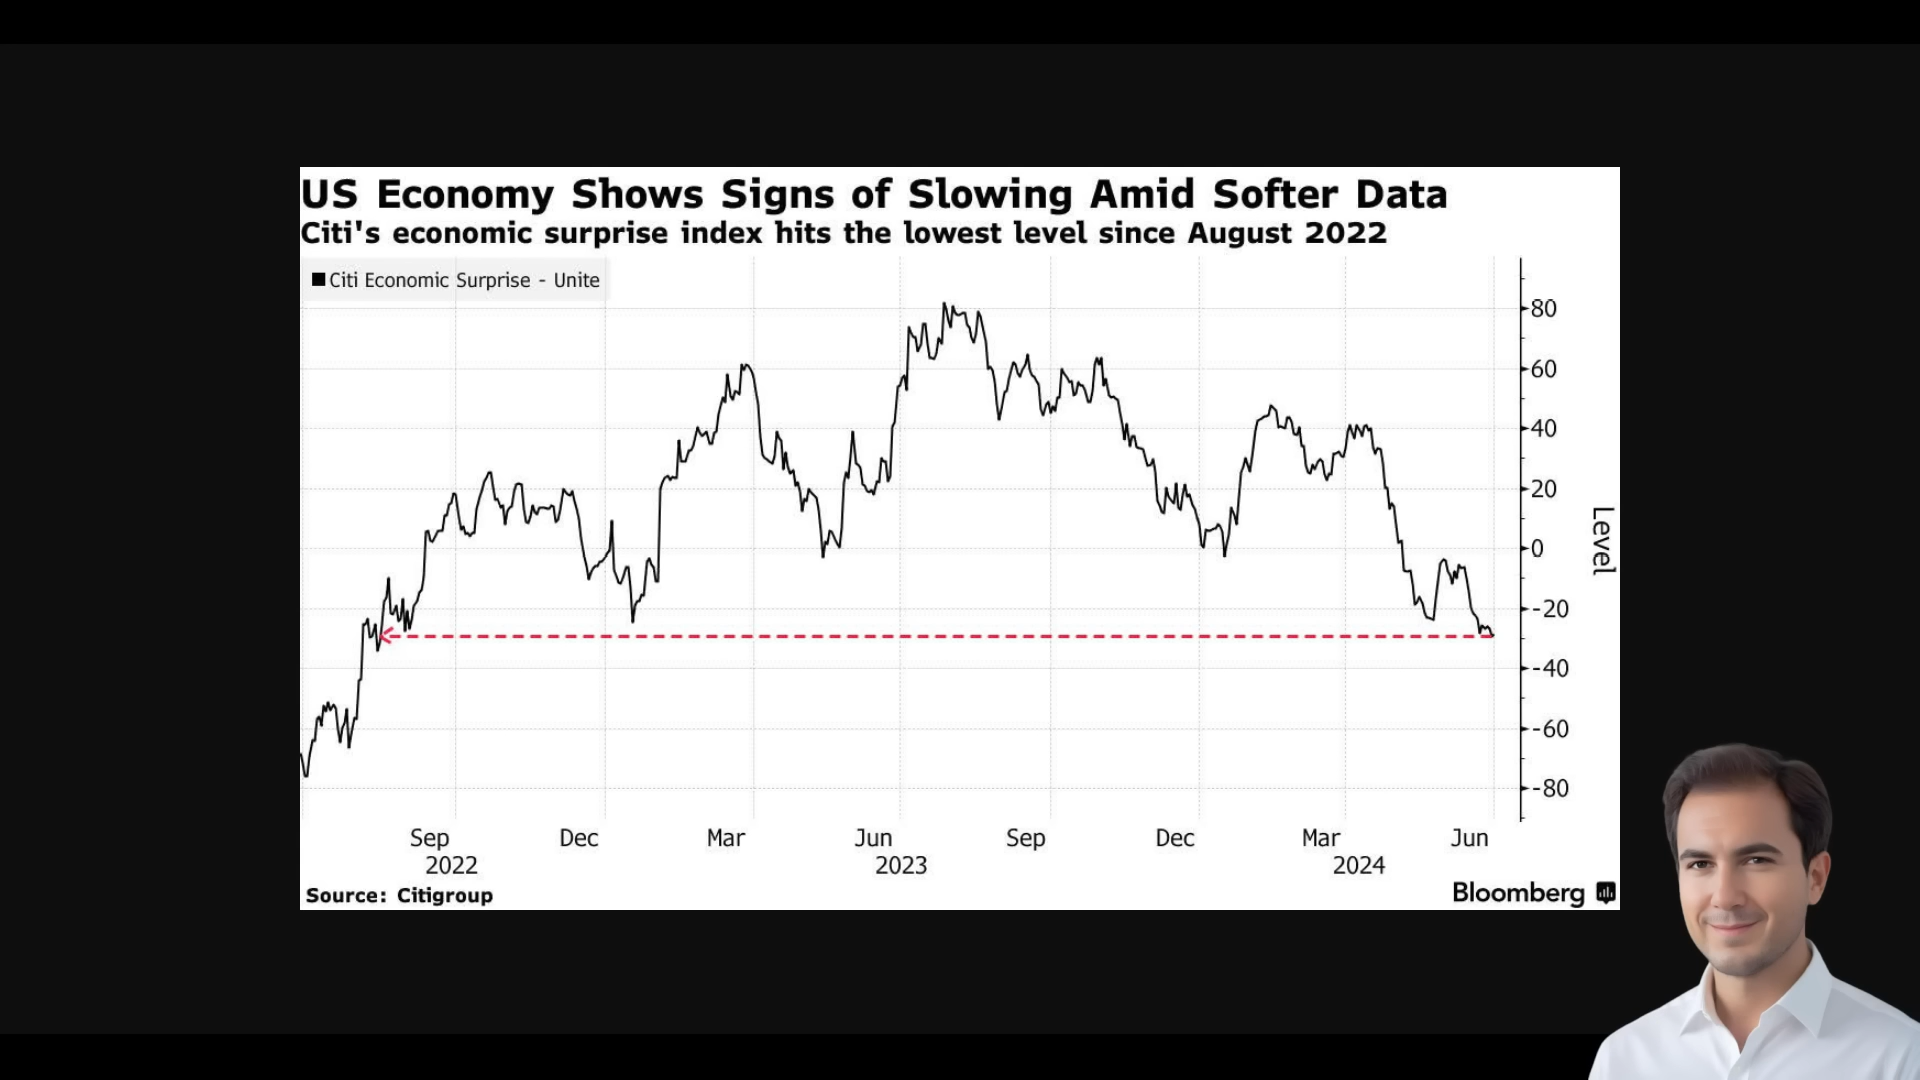 US Economy Shows Signs of Slowing Amid Softer Data
Citi's economic surprise index hits the lowest level since August 2022
Citi Economic Surprise - Unite
80
60
40
20
0
-20
-40
-60
-80
Level
Sep Dec Mar Jun Sep Dec Mar Jun
2022 2023 2024
Source: Citigroup
Bloomberg